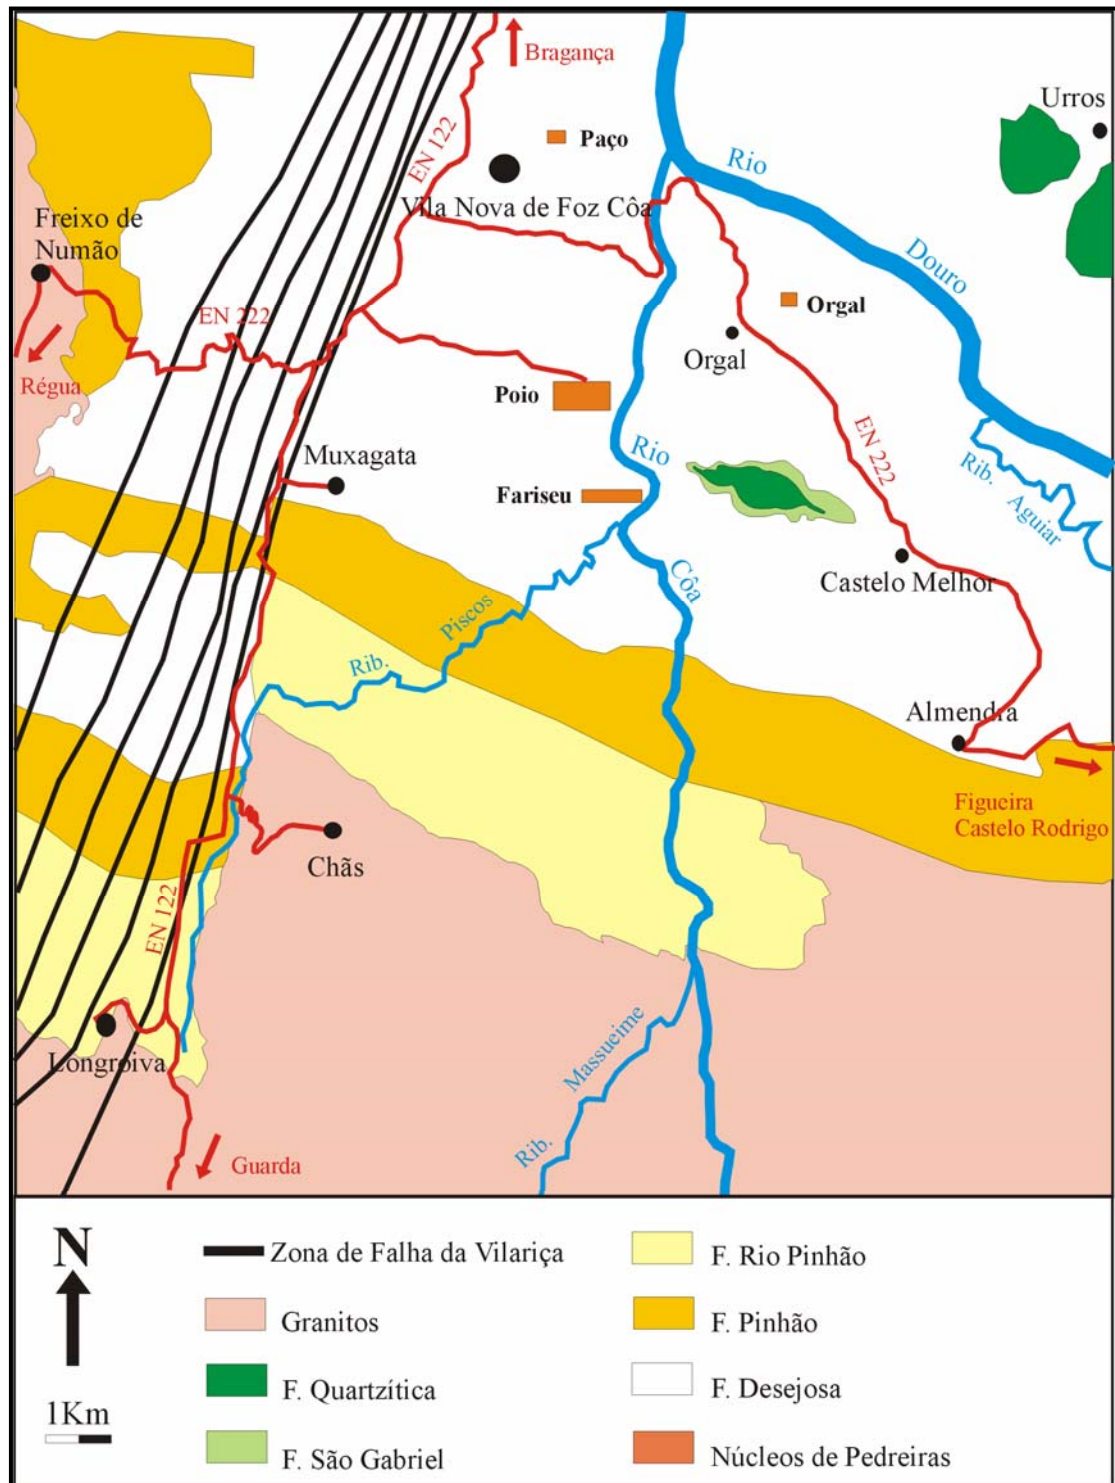 Bragança
Urros
EN 122
Paço
Rio
Vila Nova de Foz Côa
Freixo de
Numão
Douro
EN 222
Orgal
Orgal
Régua
Poio
Rio
EN 222
Muxagata
Rib.
Aguiar
Fariseu
Côa
Castelo Melhor
Piscos
Rib.
Almendra
Figueira
Castelo Rodrigo
Chãs
EN 122
Longroiva
Massueime
Rib.
Guarda
N
1Km
Zona de Falha da Vilariça
Granitos
F. Quartzítica
F. São Gabriel
F. Rio Pinhão
F. Pinhão
F. Desejosa
Núcleos de Pedreiras